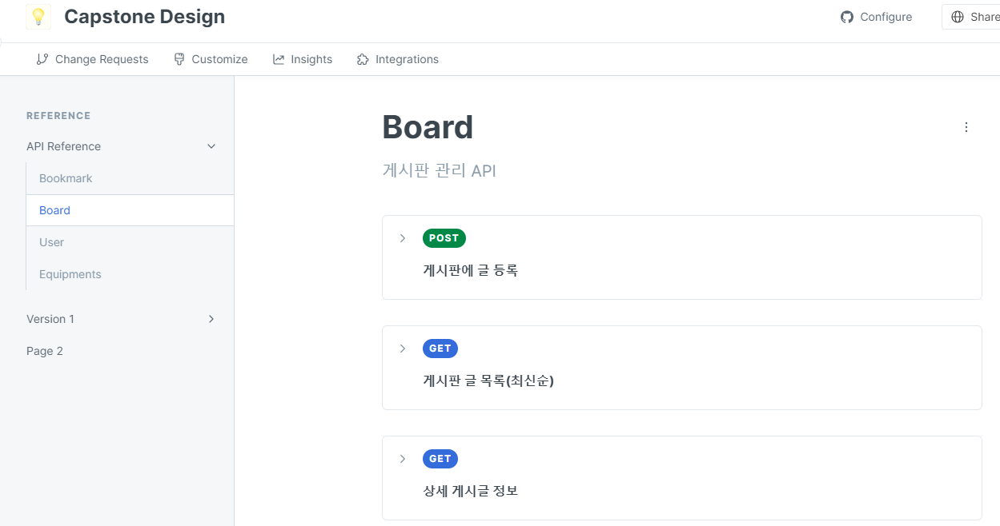 Capstone Design
Configure
Share
Change Requests
Customize
Insights
Integrations
REFERENCE
API Reference
Bookmark
Board
User
Equipments
Version 1
Page 2
Board
게시판 관리 API
POST
게시판에 글 등록
GET
게시판 글 목록(최신순)
GET
상세 게시글 정보